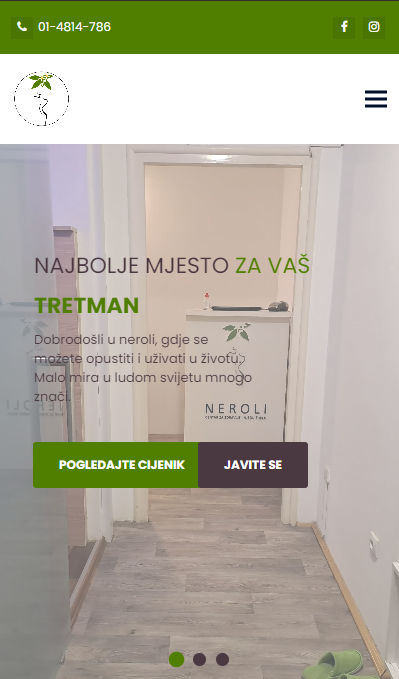 01-4814-786
NAJBOLJE MJESTO ZA VAŠ
TRETMAN
Dobrodošli u neroli, gdje se
možete opustiti i uživati u životu.
Malo mira u ludom svijetu mnogo
znači.
NEROLI
NEROLI
POGLEDAJTE CIJENIK
JAVITE SE